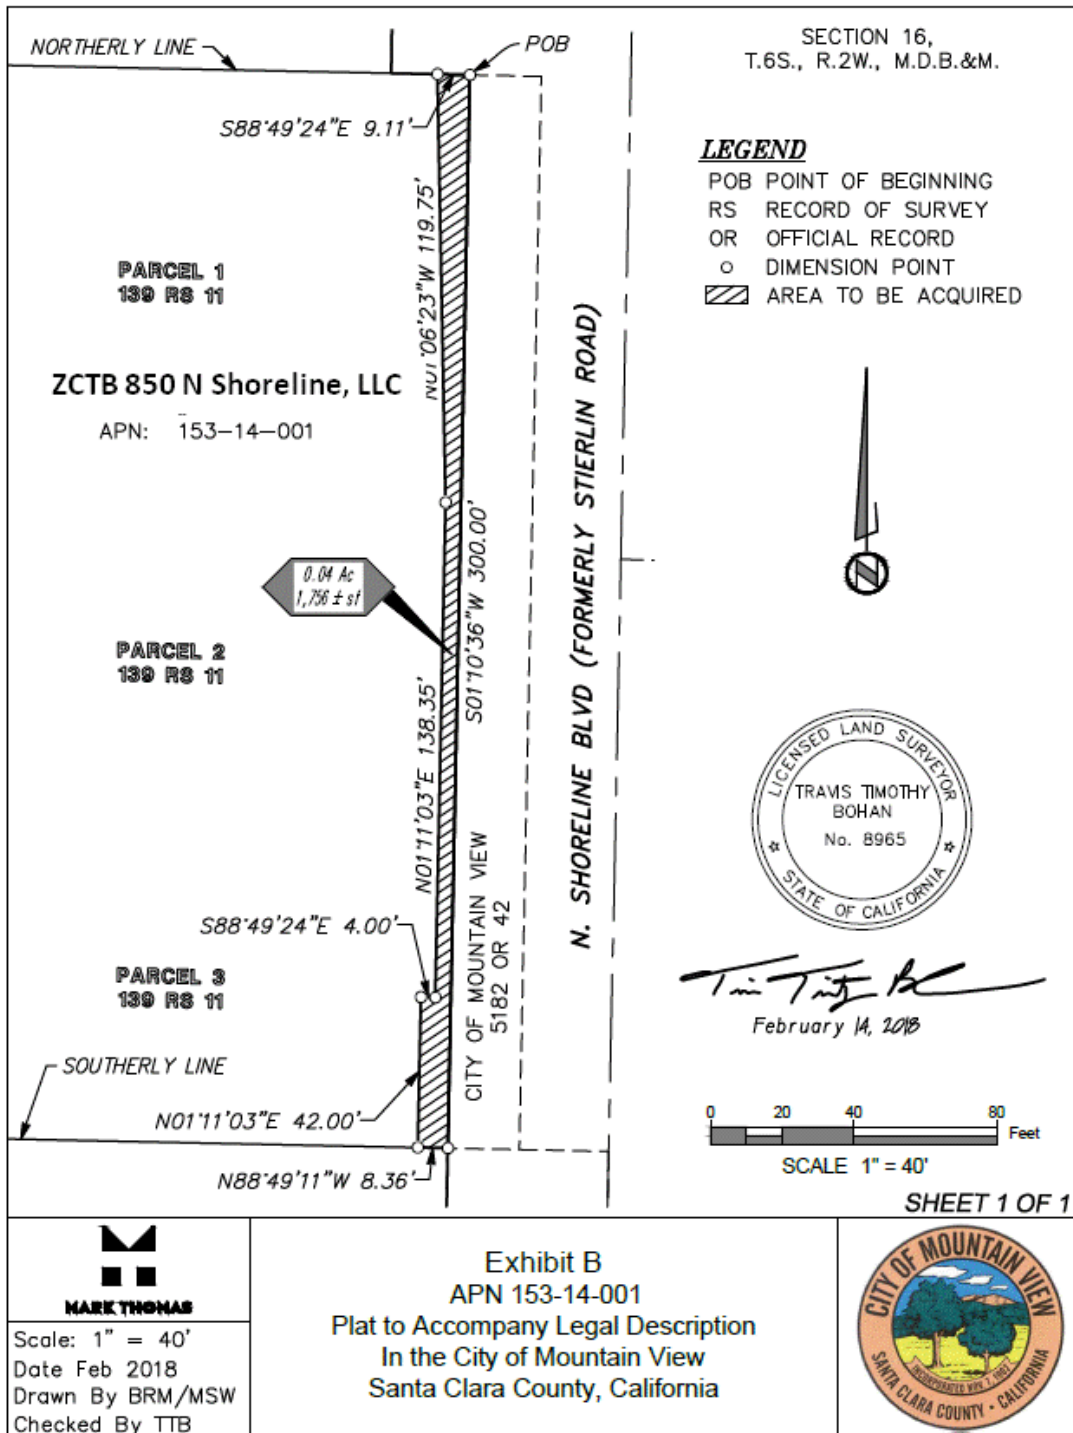 NORTHERLY LINE
POB
SECTION 16,
T.6S., R.2W., M.D.B.&M.
S88°49'24"E 9.11'
LEGEND
POB POINT OF BEGINNING
RS RECORD OF SURVEY
OR OFFICIAL RECORD
DIMENSION POINT
AREA TO BE ACQUIRED
N01°06'23"W 119.75'
PARCEL 1
139 RS 11
ZCTB 850 N Shoreline, LLC
APN: 153-14-001
N. SHORELINE BLVD (FORMERLY STIERLIN ROAD)
S01°10'36"W 300.00'
0.04 Ac
1,756 ± sf
N
PARCEL 2
139 RS 11
N01°11'03"E 138.35'
CITY OF MOUNTAIN VIEW
5182 OR 42
LICENSED LAND SURVEYOR
TRAVIS TIMOTHY
BOHAN
No. 8965
STATE OF CALIFORNIA
S88°49'24"E 4.00'
PARCEL 3
139 RS 11
February 14, 2018
SOUTHERLY LINE
N01°11'03"E 42.00'
N88°49'11"W 8.36'
0 20 40 80
Feet
SCALE 1" = 40'
SHEET 1 OF 1
MARK THOMAS
Scale: 1" = 40'
Date Feb 2018
Drawn By BRM/MSW
Checked By TTB
Exhibit B
APN 153-14-001
Plat to Accompany Legal Description
In the City of Mountain View
Santa Clara County, California
CITY OF MOUNTAIN VIEW
INCORPORATED NOV. 7, 1902
SANTA CLARA COUNTY • CALIFORNIA